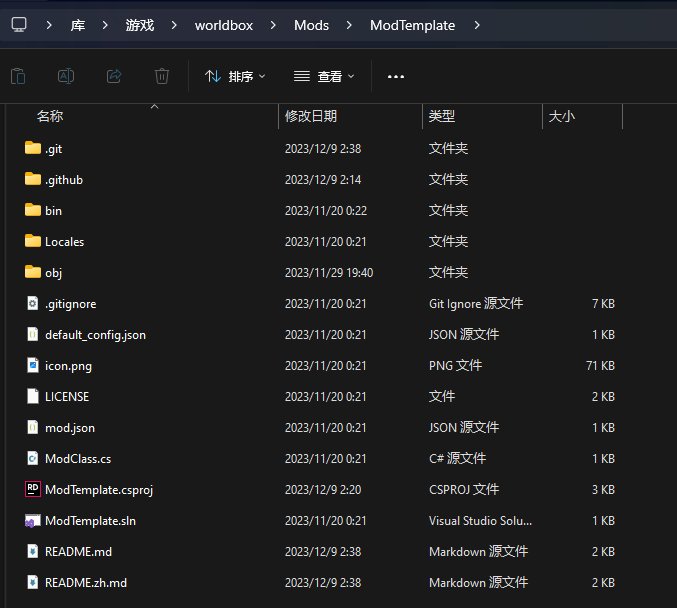 库 游戏 worldbox Mods ModTemplate
排序 查看
名称 修改日期 类型 大小
.git 2023/12/9 2:38 文件夹
.github 2023/12/9 2:14 文件夹
bin 2023/11/20 0:22 文件夹
Locales 2023/11/20 0:21 文件夹
obj 2023/11/29 19:40 文件夹
.gitignore 2023/11/20 0:21 Git Ignore 源文件 7 KB
default_config.json 2023/11/20 0:21 JSON 源文件 1 KB
icon.png 2023/11/20 0:21 PNG 文件 71 KB
LICENSE 2023/11/20 0:21 文件 2 KB
mod.json 2023/11/20 0:21 JSON 源文件 1 KB
ModClass.cs 2023/11/20 0:21 C# 源文件 1 KB
RD ModTemplate.csproj 2023/12/9 2:20 CSPROJ 文件 3 KB
ModTemplate.sln 2023/11/20 0:21 Visual Studio Solu... 1 KB
README.md 2023/12/9 2:38 Markdown 源文件 2 KB
README.zh.md 2023/12/9 2:38 Markdown 源文件 2 KB